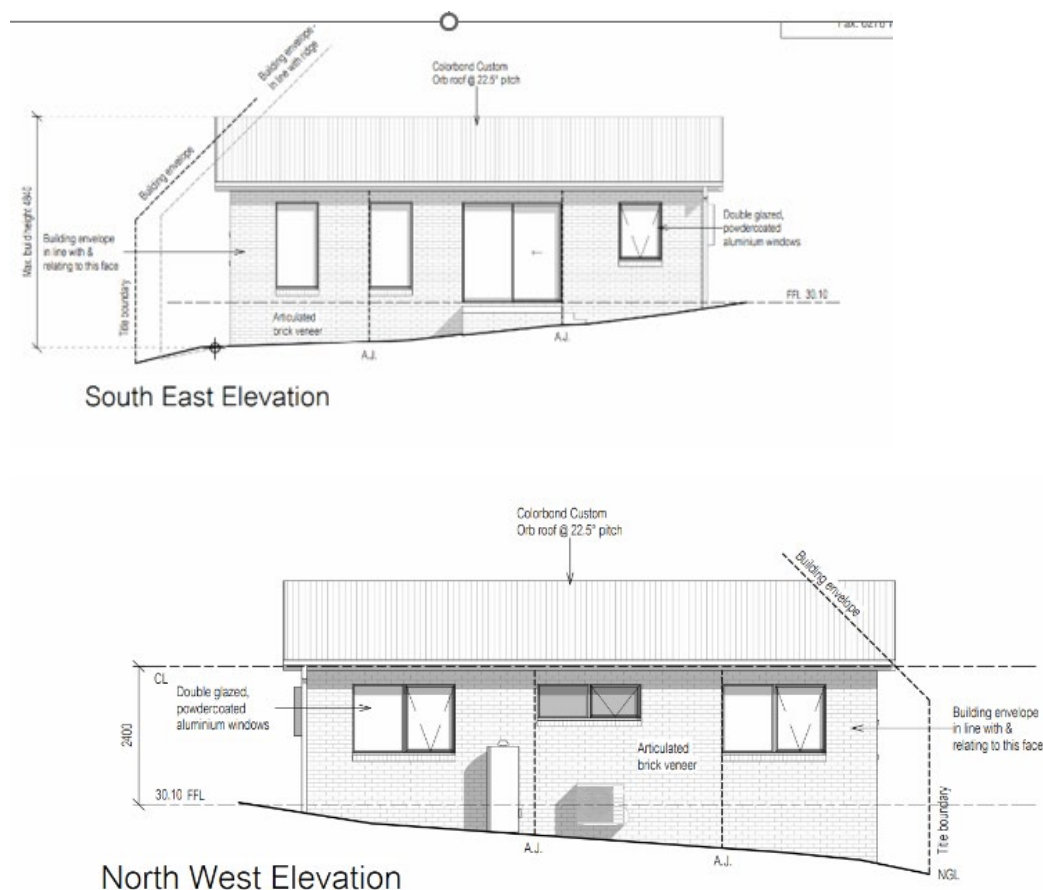 Colorbond Custom
Orb roof @ 22.5° pitch
Building envelope -
in line with ridge
Building envelope
Max. build height 4840
Building envelope
in line with &
relating to this face
Title boundary
Double glazed,
powdercoated
aluminium windows
FFL 30.10
Articulated
brick veneer
A.J.
A.J.
South East Elevation
Colorbond Custom
Orb roof @ 22.5° pitch
Building envelope
CL
Double glazed,
powdercoated
aluminium windows
2400
Articulated
brick veneer
Building envelope
in line with &
relating to this face
30.10 FFL
Title boundary
A.J.
A.J.
NGL
North West Elevation